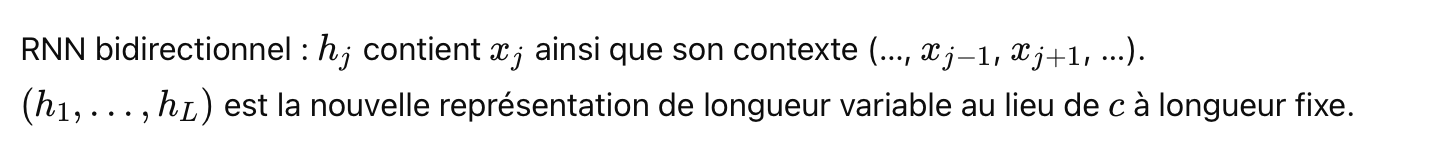 RNN bidirectionnel : $h_j$ contient $x_j$ ainsi que son contexte (..., $x_{j-1}$, $x_{j+1}$, ...).
$(h_1, \ldots, h_L)$ est la nouvelle représentation de longueur variable au lieu de $c$ à longueur fixe.